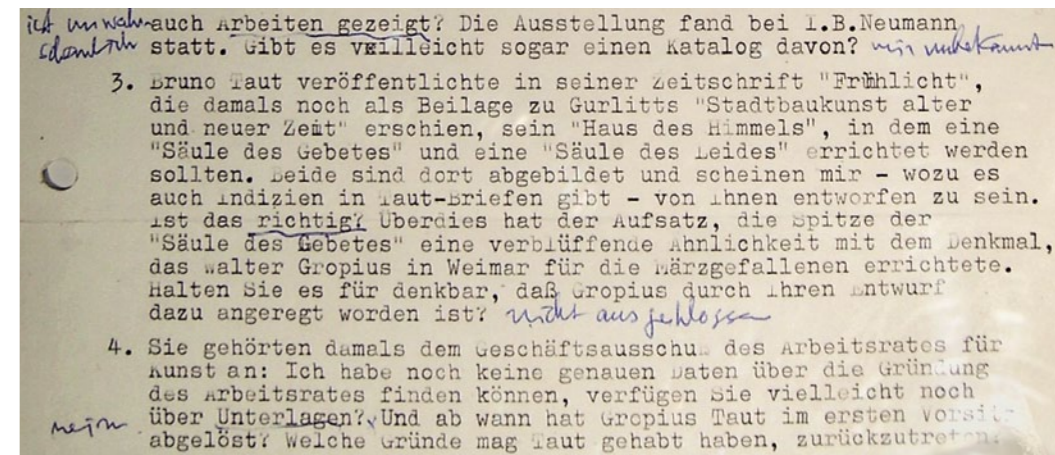 ist unwahr- auch Arbeiten gezeigt? Die Ausstellung fand bei I.B.Neumann
scheinlich statt. Gibt es vielleicht sogar einen Katalog davon? mir unbekannt
3. Bruno Taut veröffentlichte in seiner Zeitschrift "Frühlicht",
die damals noch als Beilage zu Gurlitts "Stadtbaukunst alter
und neuer Zeit" erschien, sein "Haus des Himmels", in dem eine
"Säule des Gebetes" und eine "Säule des Leides" errichtet werden
sollten. Beide sind dort abgebildet und scheinen mir - wozu es
auch Indizien in Taut-Briefen gibt - von Ihnen entworfen zu sein.
Ist das richtig? Überdies hat der Aufsatz, die Spitze der
"Säule des Gebetes" eine verblüffende Ähnlichkeit mit dem Denkmal,
das Walter Gropius in Weimar für die Märzgefallenen errichtete.
Halten Sie es für denkbar, daß Gropius durch Ihren Entwurf
dazu angeregt worden ist? nicht ausgeschlossen
4. Sie gehörten damals dem Geschäftsausschuß des Arbeitsrates für
Kunst an: Ich habe noch keine genauen Daten über die Gründung
des Arbeitsrates finden können, verfügen Sie vielleicht noch
nein über Unterlagen? Und ab wann hat Gropius Taut im ersten Vorsitz
abgelöst? Welche Gründe mag Taut gehabt haben, zurückzutreten?